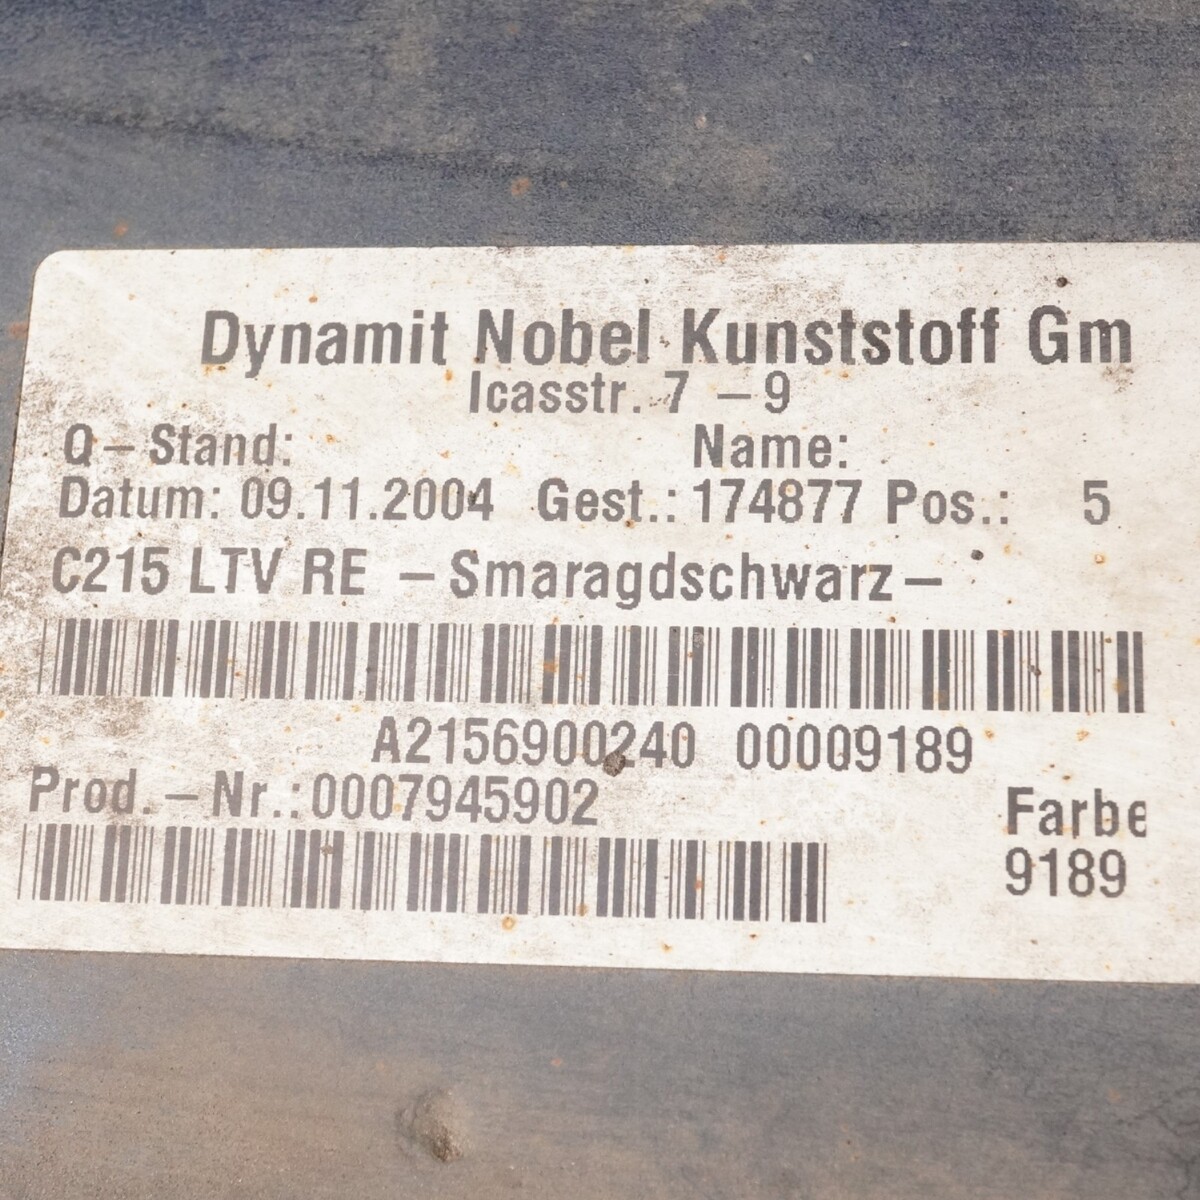 Dynamit Nobel Kunststoff Gm
Icasstr. 7 – 9
Q – Stand: Name:
Datum: 09.11.2004 Gest.: 174877 Pos.: 5
C215 LTV RE – Smaragdschwarz –
A2156900240 00009189
Prod. – Nr.: 0007945902 Farbe
9189